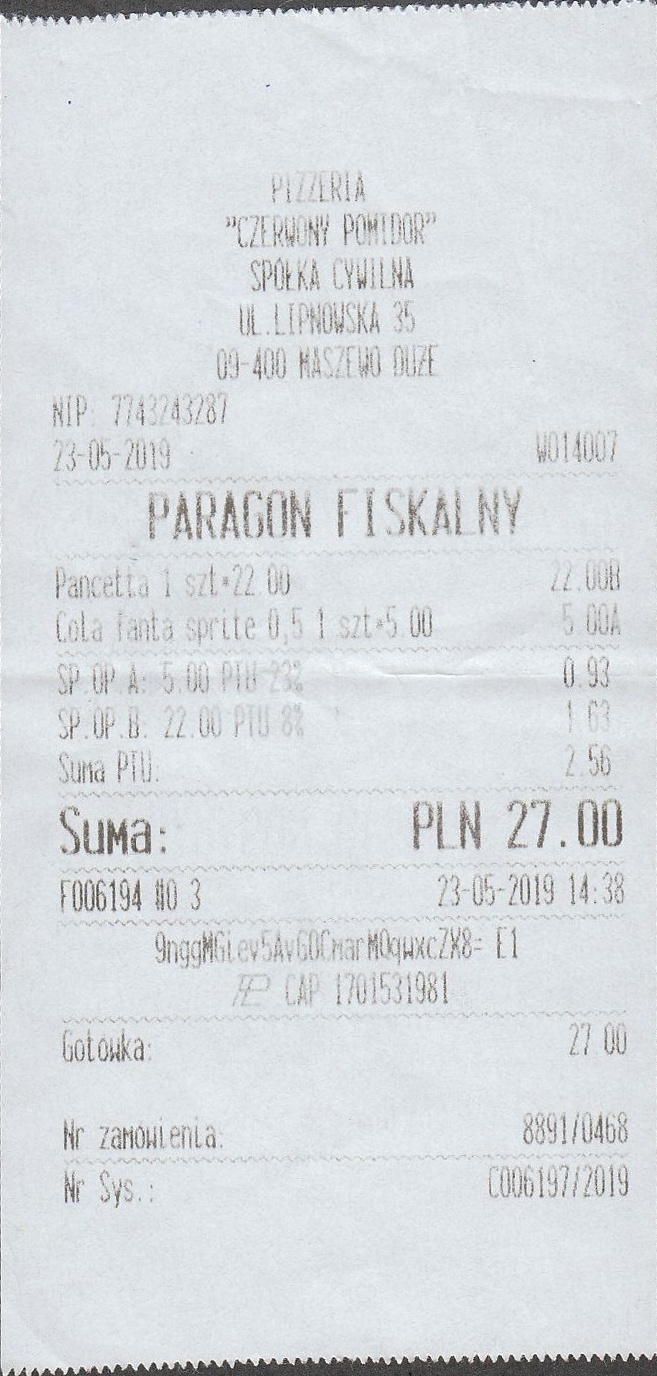 PIZZERIA
"CZERWONY POMIDOR"
SPÓŁKA CYWILNA
UL.LIPNOWSKA 35
09-400 MASZEWO DUŻE
NIP: 7743243287
23-05-2019 W014007
PARAGON FISKALNY
Pancetta 1 szt*22.00 22.00B
Cola fanta sprite 0,5 1 szt*5.00 5.00A
SP.OP.A: 5.00 PTU 23% 0.93
SP.OP.B: 22.00 PTU 8% 1.63
Suma PTU: 2.56
Suma: PLN 27.00
F006194 #0 3 23-05-2019 14:38
E1
CAP 1701531981
Gotówka: 27.00
Nr zamówienia: 8891/0468
Nr Sys.: C006197/2019